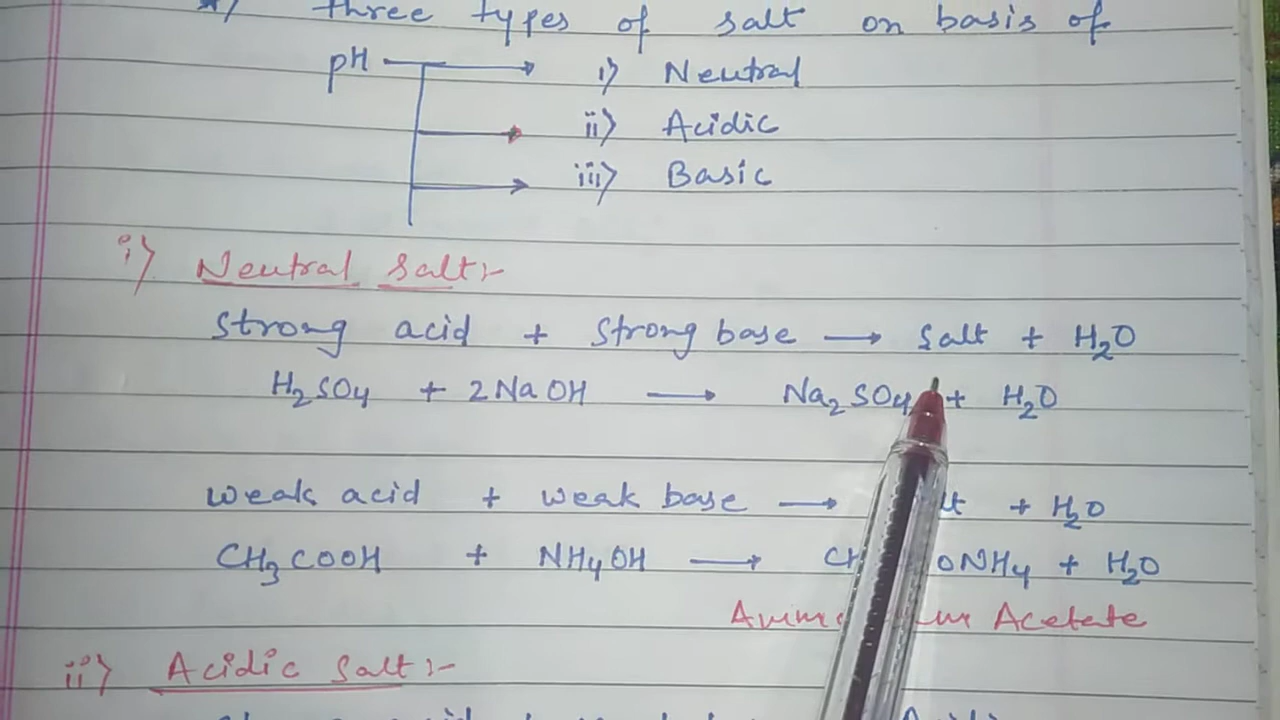 three types of salt on basis of
pH → i) Neutral
→ ii) Acidic
→ iii) Basic
i) Neutral Salt:-
Strong acid + Strong base → Salt + H₂O
H₂SO₄ + 2NaOH → Na₂SO₄ + H₂O
weak acid + weak base → lt + H₂O
CH₃COOH + NH₄OH → CH ONH₄ + H₂O
Acetate
ii) Acidic Salt:-